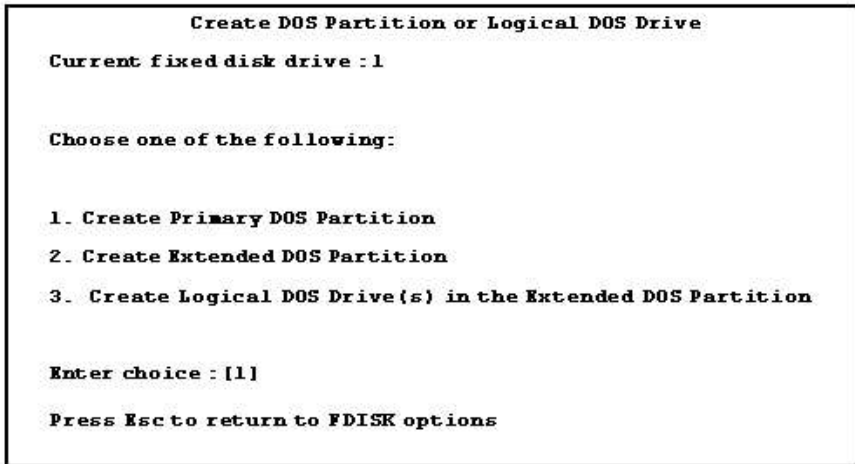 Create DOS Partition or Logical DOS Drive
Current fixed disk drive :1
Choose one of the following:
1. Create Primary DOS Partition
2. Create Extended DOS Partition
3. Create Logical DOS Drive(s) in the Extended DOS Partition
Enter choice : [1]
Press Esc to return to FDISK options